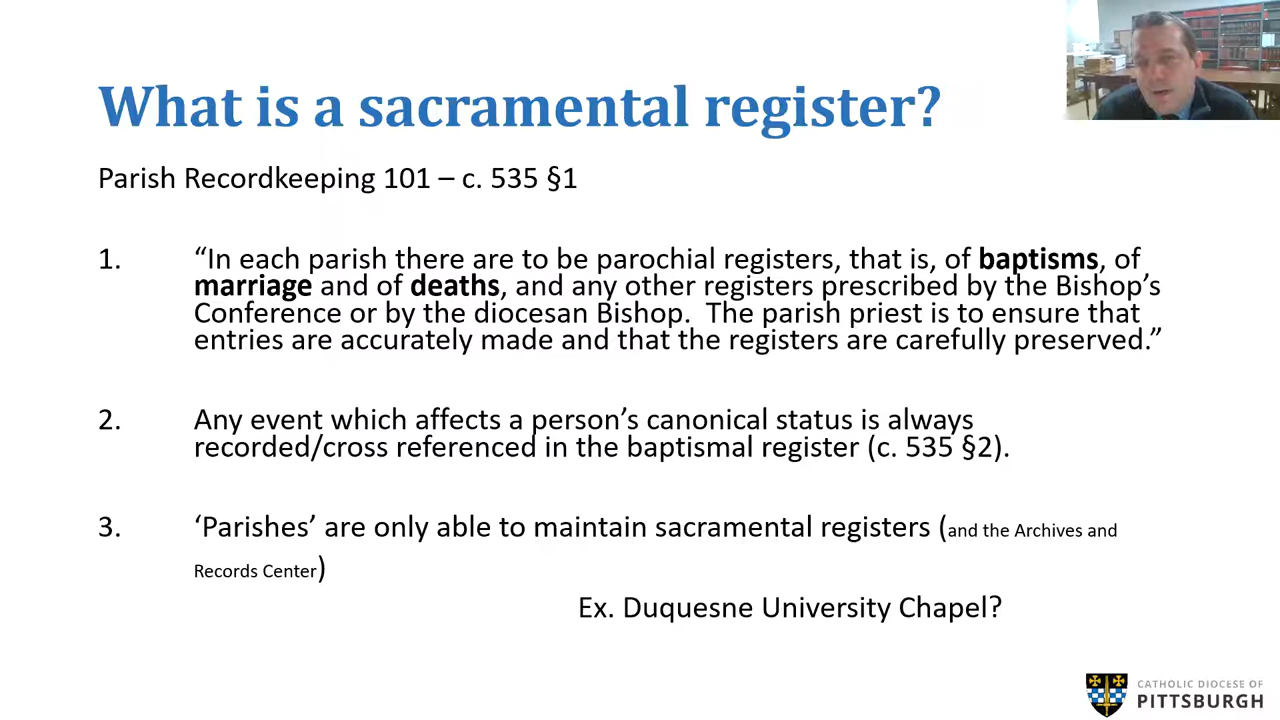 What is a sacramental register?
Parish Recordkeeping 101 – c. 535 §1
1. “In each parish there are to be parochial registers, that is, of baptisms, of
marriage and of deaths, and any other registers prescribed by the Bishop’s
Conference or by the diocesan Bishop. The parish priest is to ensure that
entries are accurately made and that the registers are carefully preserved.”
2. Any event which affects a person’s canonical status is always
recorded/cross referenced in the baptismal register (c. 535 §2).
3. ‘Parishes’ are only able to maintain sacramental registers (and the Archives and
Records Center)
Ex. Duquesne University Chapel?
CATHOLIC DIOCESE OF
PITTSBURGH